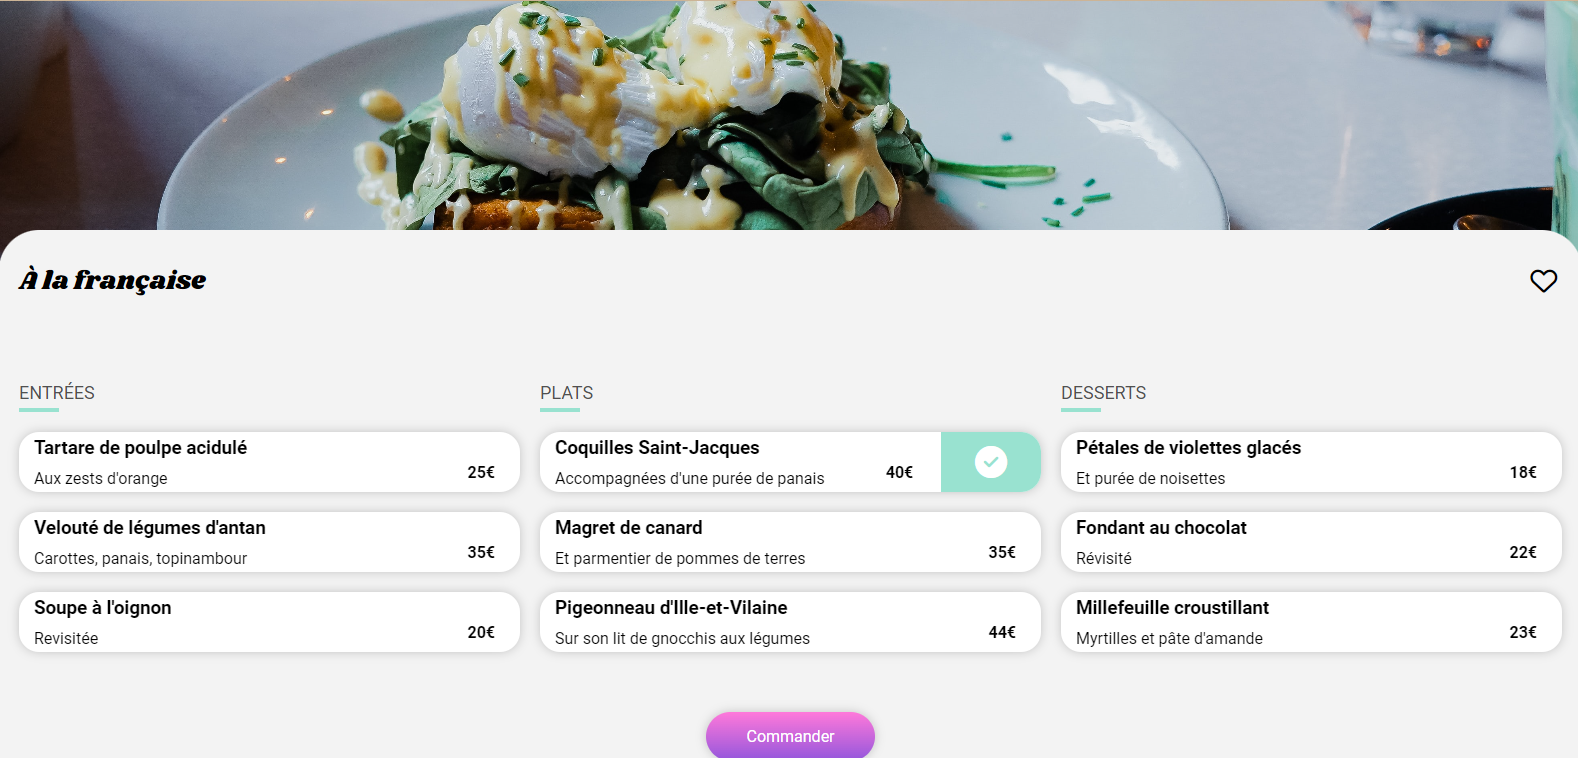 À la française
ENTRÉES
Tartare de poulpe acidulé
Aux zests d'orange
25€
Velouté de légumes d'antan
Carottes, panais, topinambour
35€
Soupe à l'oignon
Revisitée
20€
PLATS
Coquilles Saint-Jacques
Accompagnées d'une purée de panais
40€
Magret de canard
Et parmentier de pommes de terres
35€
Pigeonneau d'Ille-et-Vilaine
Sur son lit de gnocchis aux légumes
44€
DESSERTS
Pétales de violettes glacés
Et purée de noisettes
18€
Fondant au chocolat
Révisité
22€
Millefeuille croustillant
Myrtilles et pâte d'amande
23€
Commander